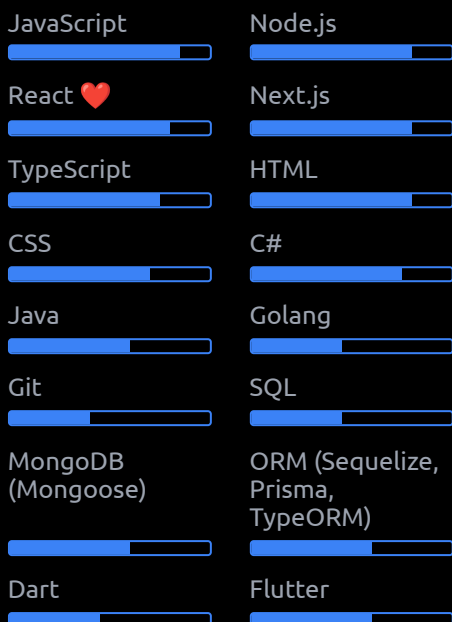 JavaScript
Node.js
React ❤️
Next.js
TypeScript
HTML
CSS
C#
Java
Golang
Git
SQL
MongoDB
(Mongoose)
ORM (Sequelize,
Prisma,
TypeORM)
Dart
Flutter